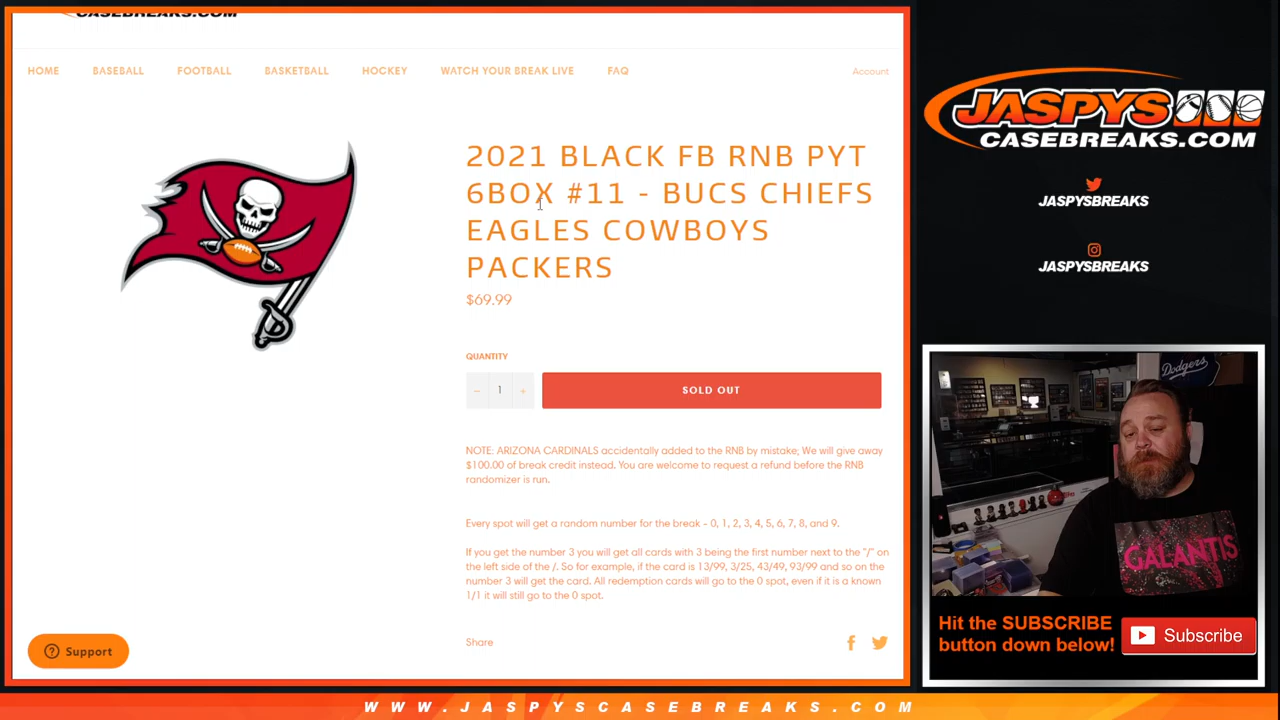 CASEBREAKS.COM
HOME BASEBALL FOOTBALL BASKETBALL HOCKEY WATCH YOUR BREAK LIVE FAQ Account
2021 BLACK FB RNB PYT
6BOX #11 - BUCS CHIEFS
EAGLES COWBOYS
PACKERS
$69.99
QUANTITY
− 1 +
SOLD OUT
NOTE: ARIZONA CARDINALS accidentally added to the RNB by mistake; We will give away
$100.00 of break credit instead. You are welcome to request a refund before the RNB
randomizer is run.
Every spot will get a random number for the break – 0, 1, 2, 3, 4, 5, 6, 7, 8, and 9.
If you get the number 3 you will get all cards with 3 being the first number next to the "/" on
the left side of the /. So for example, if the card is 13/99, 3/25, 43/49, 93/99 and so on the
number 3 will get the card. All redemption cards will go to the 0 spot, even if it is a known
1/1 it will still go to the 0 spot.
Share
Support
JASPYS
CASEBREAKS.COM
JASPYSBREAKS
JASPYSBREAKS
Dodgers
GALANTIS
Hit the SUBSCRIBE
button down below!
Subscribe
WWW.JASPYSCASEBREAKS.COM